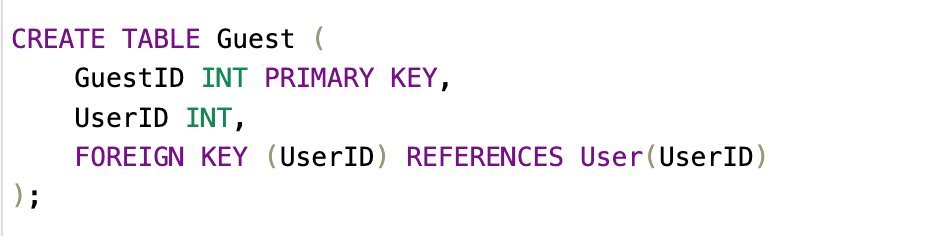 CREATE TABLE Guest (
    GuestID INT PRIMARY KEY,
    UserID INT,
    FOREIGN KEY (UserID) REFERENCES User(UserID)
);